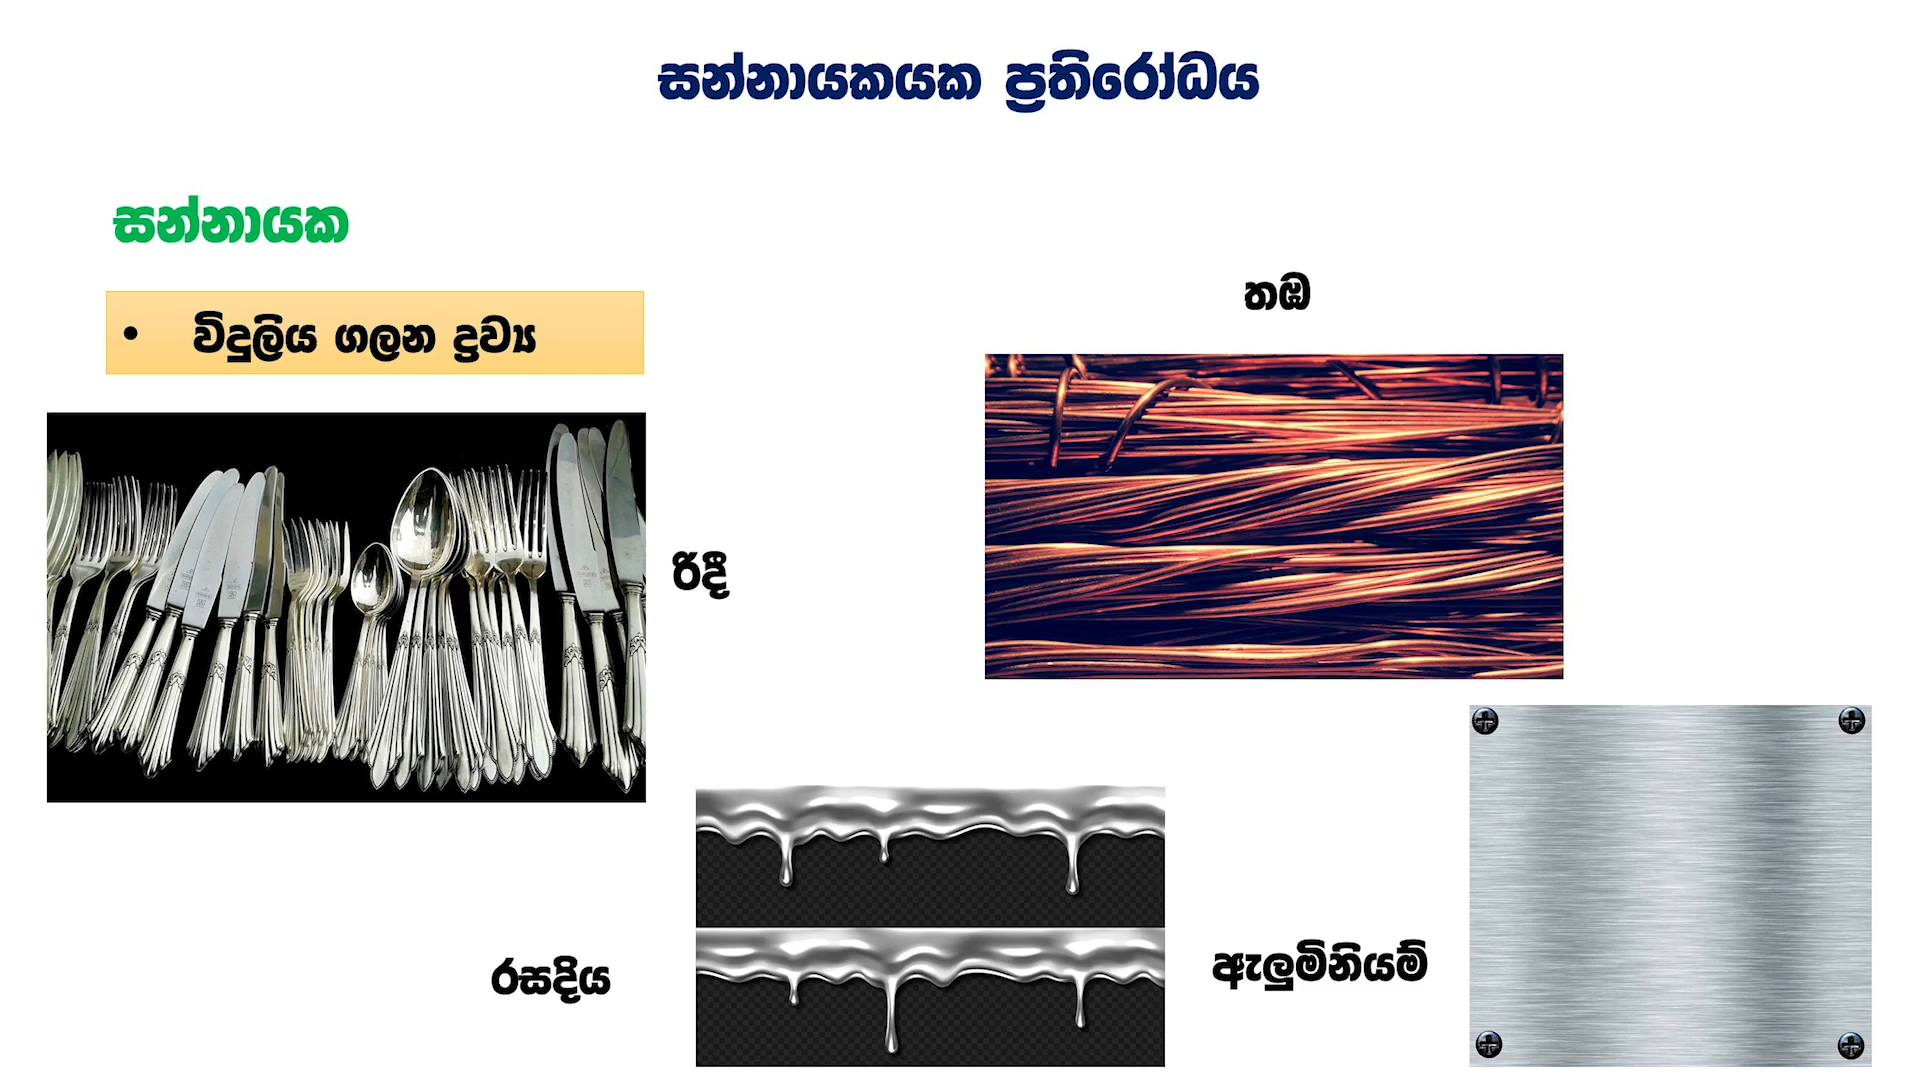 සන්නායකයක ප්‍රතිරෝධය
සන්නායක
• විදුලිය ගලන ද්‍රව්‍ය
තඹ
රිදී
රසදිය
ඇලුමිනියම්